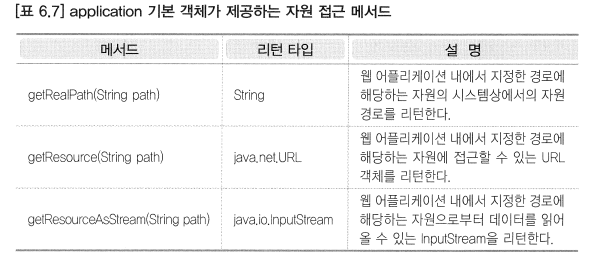 [표 6.7] application 기본 객체가 제공하는 자원 접근 메서드
메서드 리턴 타입 설 명
웹 어플리케이션 내에서 지정한 경로에
getRealPath(String path) String 해당하는 자원의 시스템상에서의 자원
경로를 리턴한다.
웹 어플리케이션 내에서 지정한 경로에
getResource(String path) java.net.URL 해당하는 자원에 접근할 수 있는 URL
객체를 리턴한다.
웹 어플리케이션 내에서 지정한 경로에
getResourceAsStream(String path) java.io.InputStream 해당하는 자원으로부터 데이터를 읽어
올 수 있는 InputStream을 리턴한다.